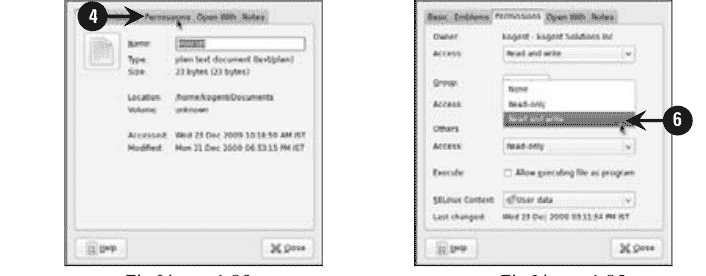 4
Permissions Open With Notes
Name:
Type: plain text document (text/plain)
Size: 23 bytes (23 bytes)
Location: /home/kogent/Documents
Volume: unknown
Accessed: Wed 23 Dec 2009 10:18:59 AM IST
Modified: Mon 21 Dec 2009 06:53:15 PM IST
Help Close
Basic Emblems Permissions Open With Notes
Owner: kogent - kogent Solutions Inc
Access: Read and write
Group:
None
Access: Read-only
Read and write
6
Others
Access: Read-only
Execute: Allow executing file as program
SELinux Context: User data
Last changed: Wed 23 Dec 2009 09:11:54 PM IST
Help Close